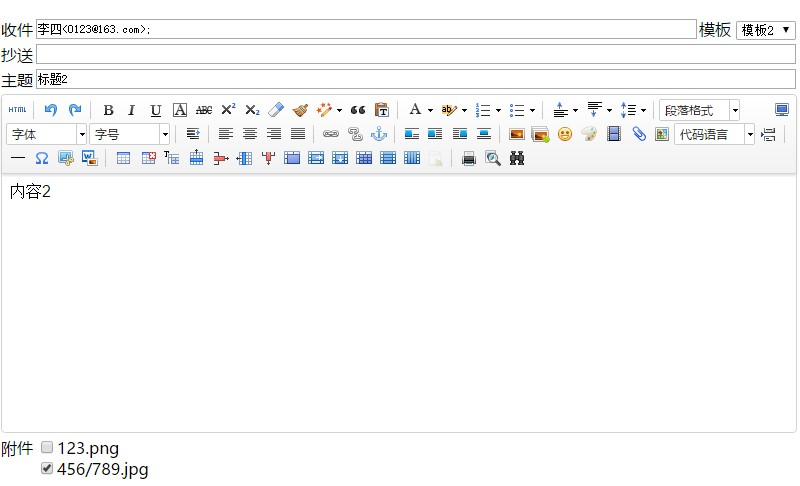 收件 李四<0123@163.com>; 模板 模板2
抄送
主题 标题2
HTML B I U A ABC X² X₂ A ab 段落格式
字体 字号 代码语言
内容2
附件 123.png
456/789.jpg